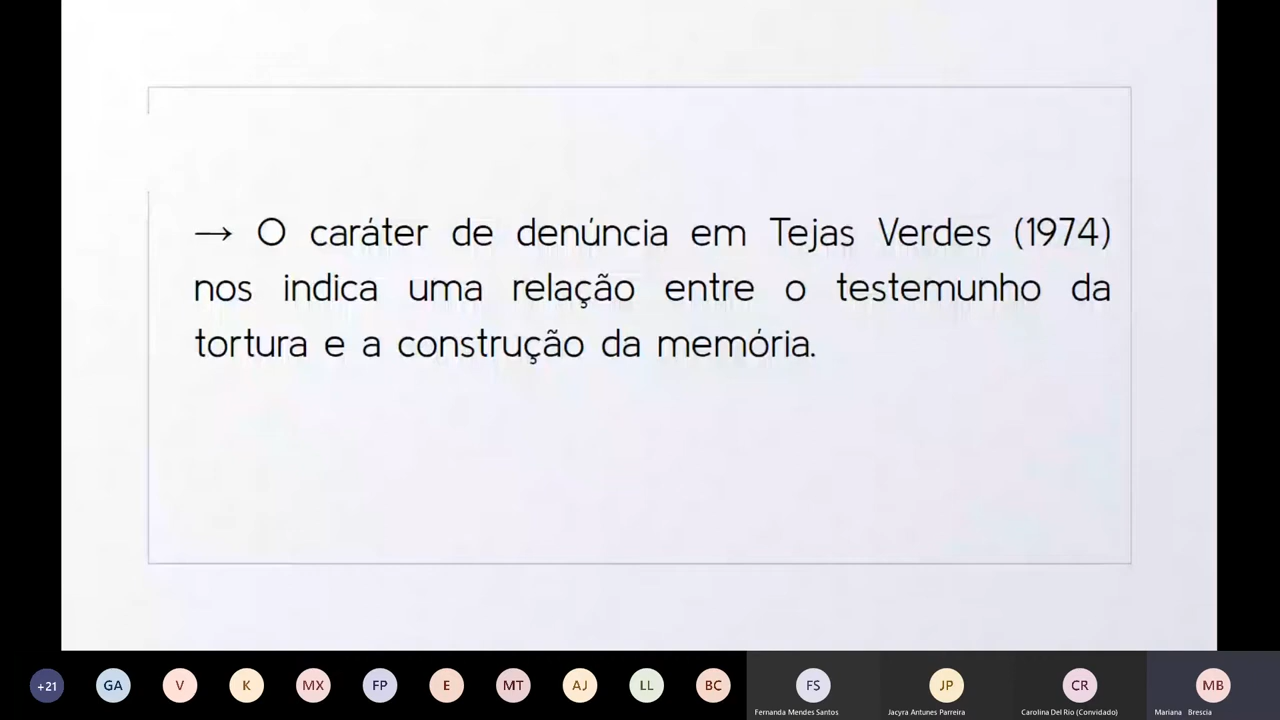 → O caráter de denúncia em Tejas Verdes (1974)
nos indica uma relação entre o testemunho da
tortura e a construção da memória.
+21
GA
V
K
MX
FP
E
MT
AJ
LL
BC
FS
JP
CR
MB
Fernanda Mendes Santos
Jacyra Antunes Parreira
Carolina Del Rio (Convidado)
Mariana Brescia